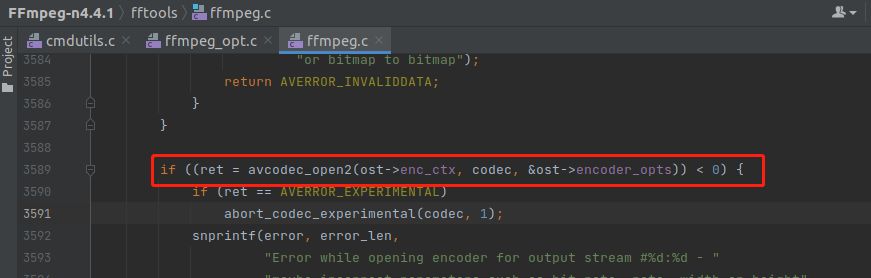 FFmpeg-n4.4.1 fftools ffmpeg.c
cmdutils.c ffmpeg_opt.c ffmpeg.c
Project
3584 "or bitmap to bitmap");
3585 return AVERROR_INVALIDDATA;
3586 }
3587 }
3588
3589 if ((ret = avcodec_open2(ost->enc_ctx, codec, &ost->encoder_opts)) < 0) {
3590 if (ret == AVERROR_EXPERIMENTAL)
3591 abort_codec_experimental(codec, 1);
3592 snprintf(error, error_len,
3593 "Error while opening encoder for output stream #%d:%d - "